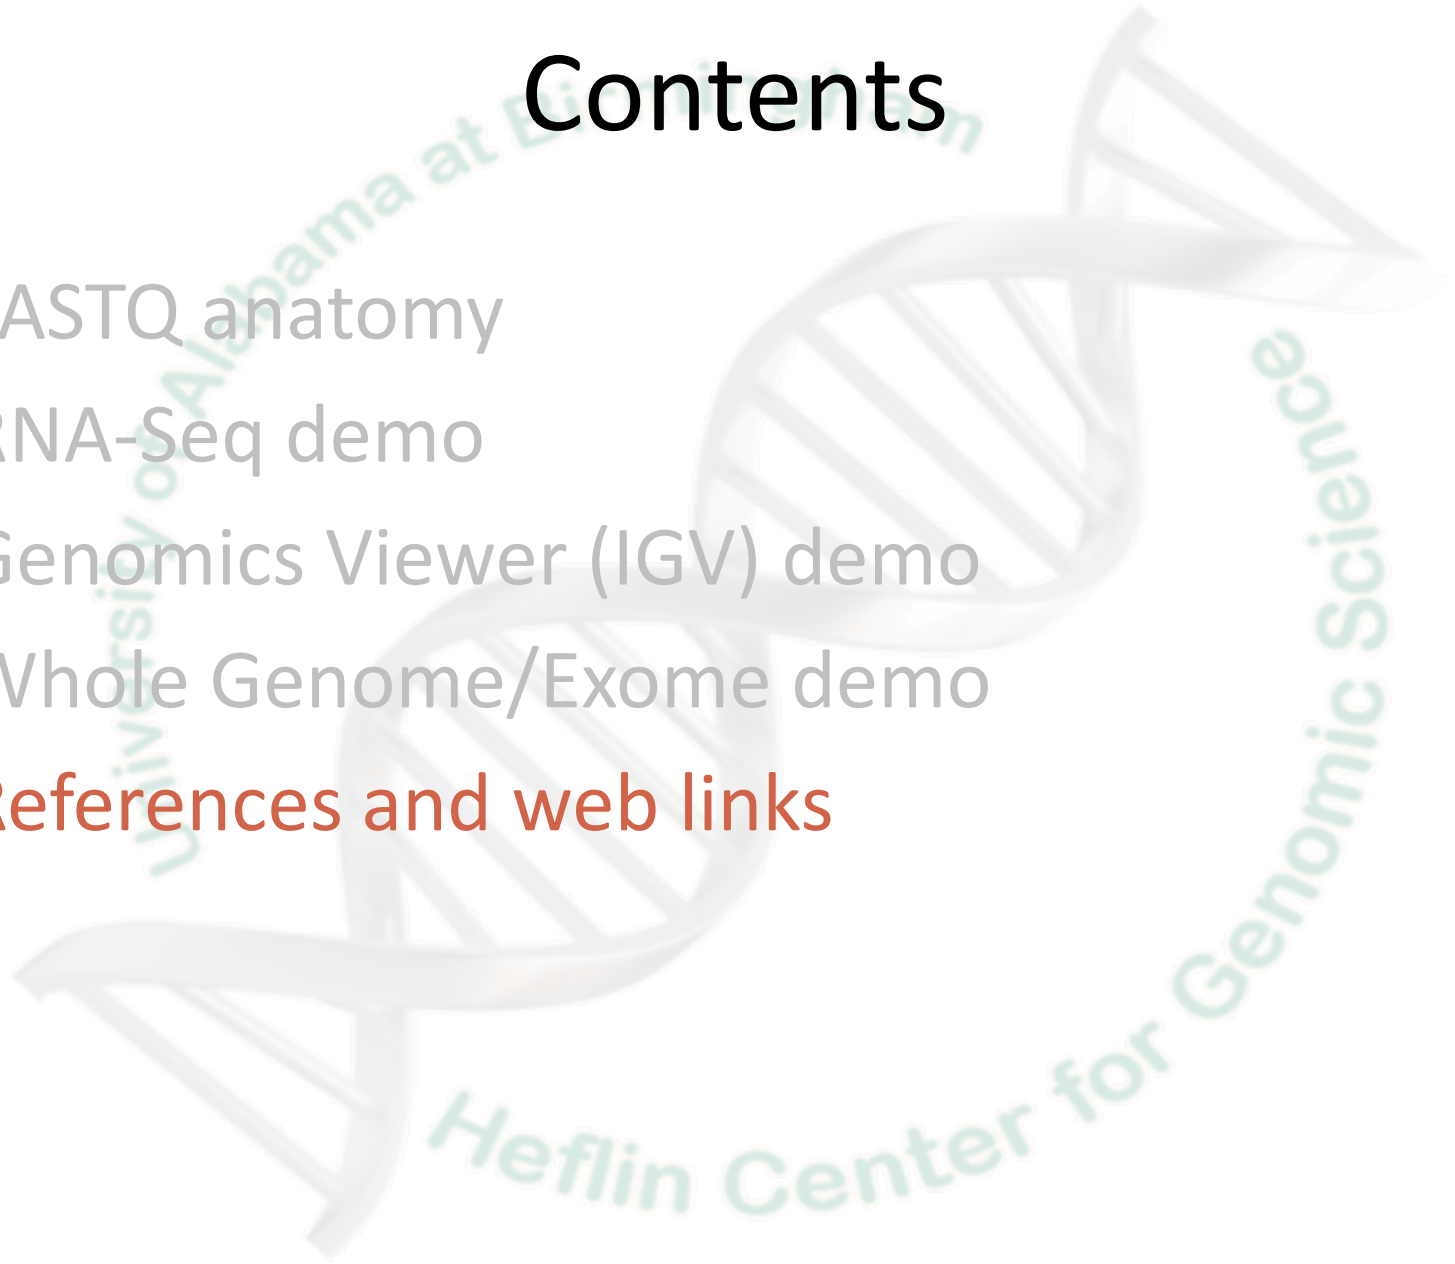 Contents
ASTQ anatomy
RNA-Seq demo
Genomics Viewer (IGV) demo
Whole Genome/Exome demo
References and web links
University of Alabama at Birmingham
Heflin Center for Genomic Science